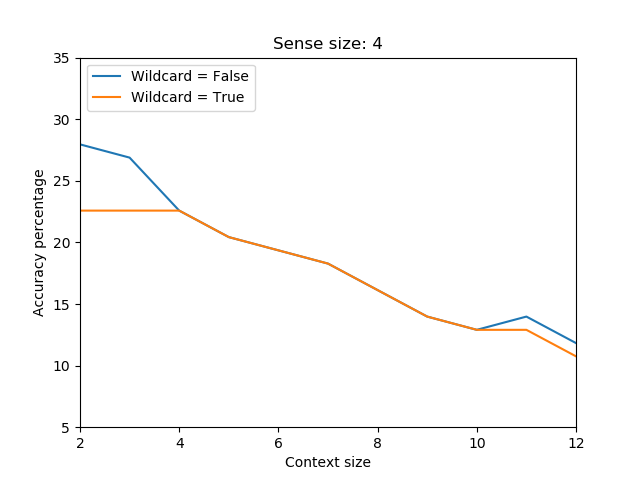 Sense size: 4
Wildcard = False
Wildcard = True
Accuracy percentage
35
30
25
20
15
10
5
2 4 6 8 10 12
Context size